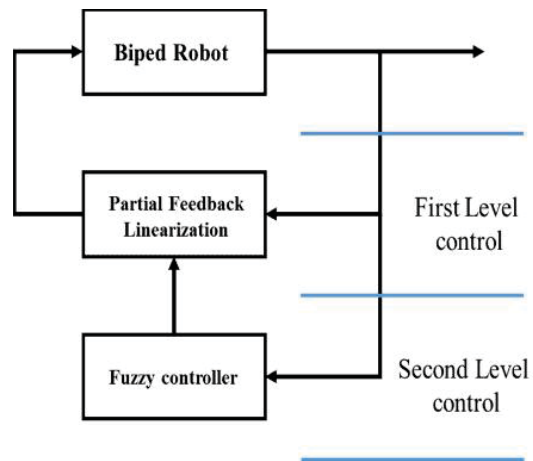 Biped Robot
Partial Feedback
Linearization
First Level
control
Fuzzy controller
Second Level
control